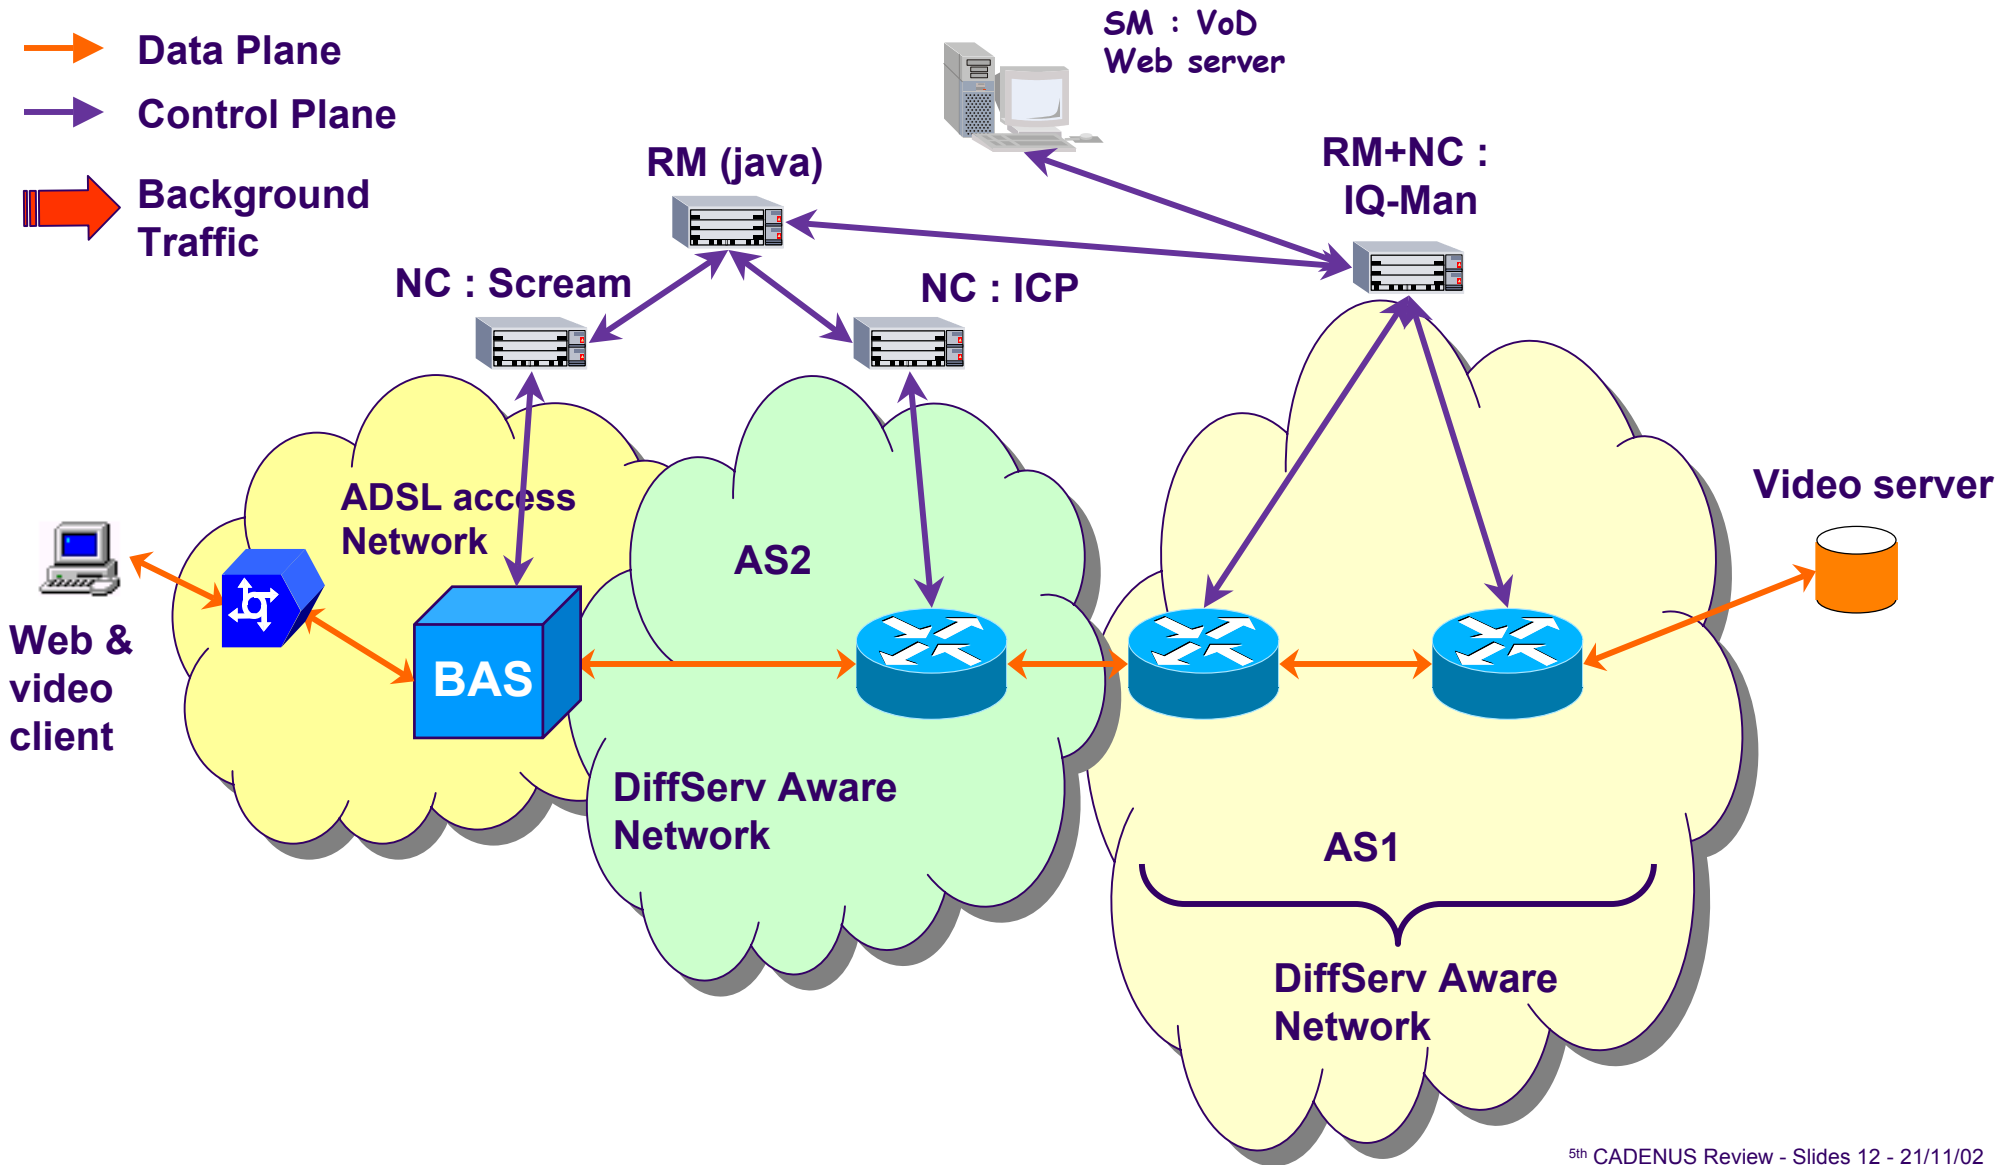 Data Plane
Control Plane
Background
Traffic
SM : VoD
Web server
RM (java)
RM+NC :
IQ-Man
NC : Scream
NC : ICP
ADSL access
Network
AS2
Video server
Web &
video
client
BAS
DiffServ Aware
Network
AS1
DiffServ Aware
Network
5th CADENUS Review - Slides 12 - 21/11/02